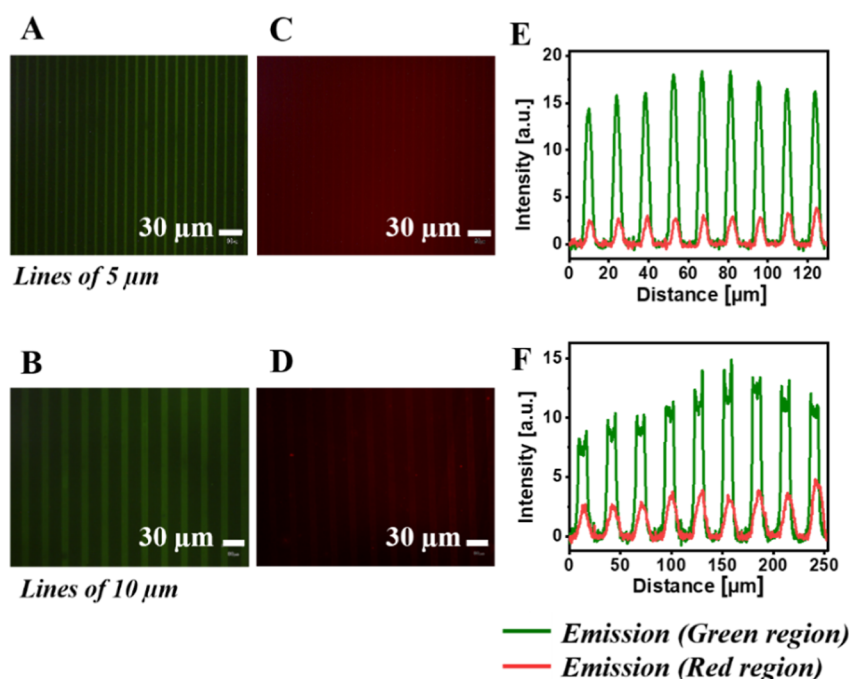 A
C
E
30 µm
30 µm
Lines of 5 µm
Intensity [a.u.]
20
15
10
5
0
0 20 40 60 80 100 120
Distance [µm]
B
D
F
30 µm
30 µm
Lines of 10 µm
Intensity [a.u.]
15
10
5
0
0 50 100 150 200 250
Distance [µm]
Emission (Green region)
Emission (Red region)